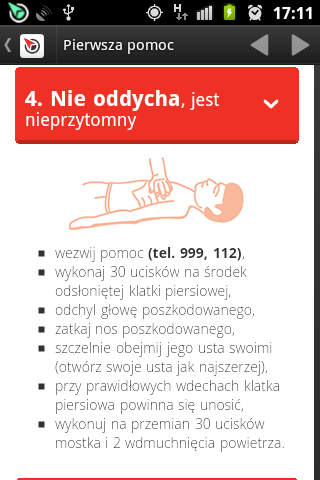 17:11
Pierwsza pomoc
4. Nie oddycha, jest
nieprzytomny
wezwij pomoc (tel. 999, 112),
wykonaj 30 ucisków na środek
odsłoniętej klatki piersiowej,
odchyl głowę poszkodowanego,
zatkaj nos poszkodowanego,
szczelnie obejmij jego usta swoimi
(otwórz swoje usta jak najszerzej),
przy prawidłowych wdechach klatka
piersiowa powinna się unosić,
wykonuj na przemian 30 ucisków
mostka i 2 wdmuchnięcia powietrza.